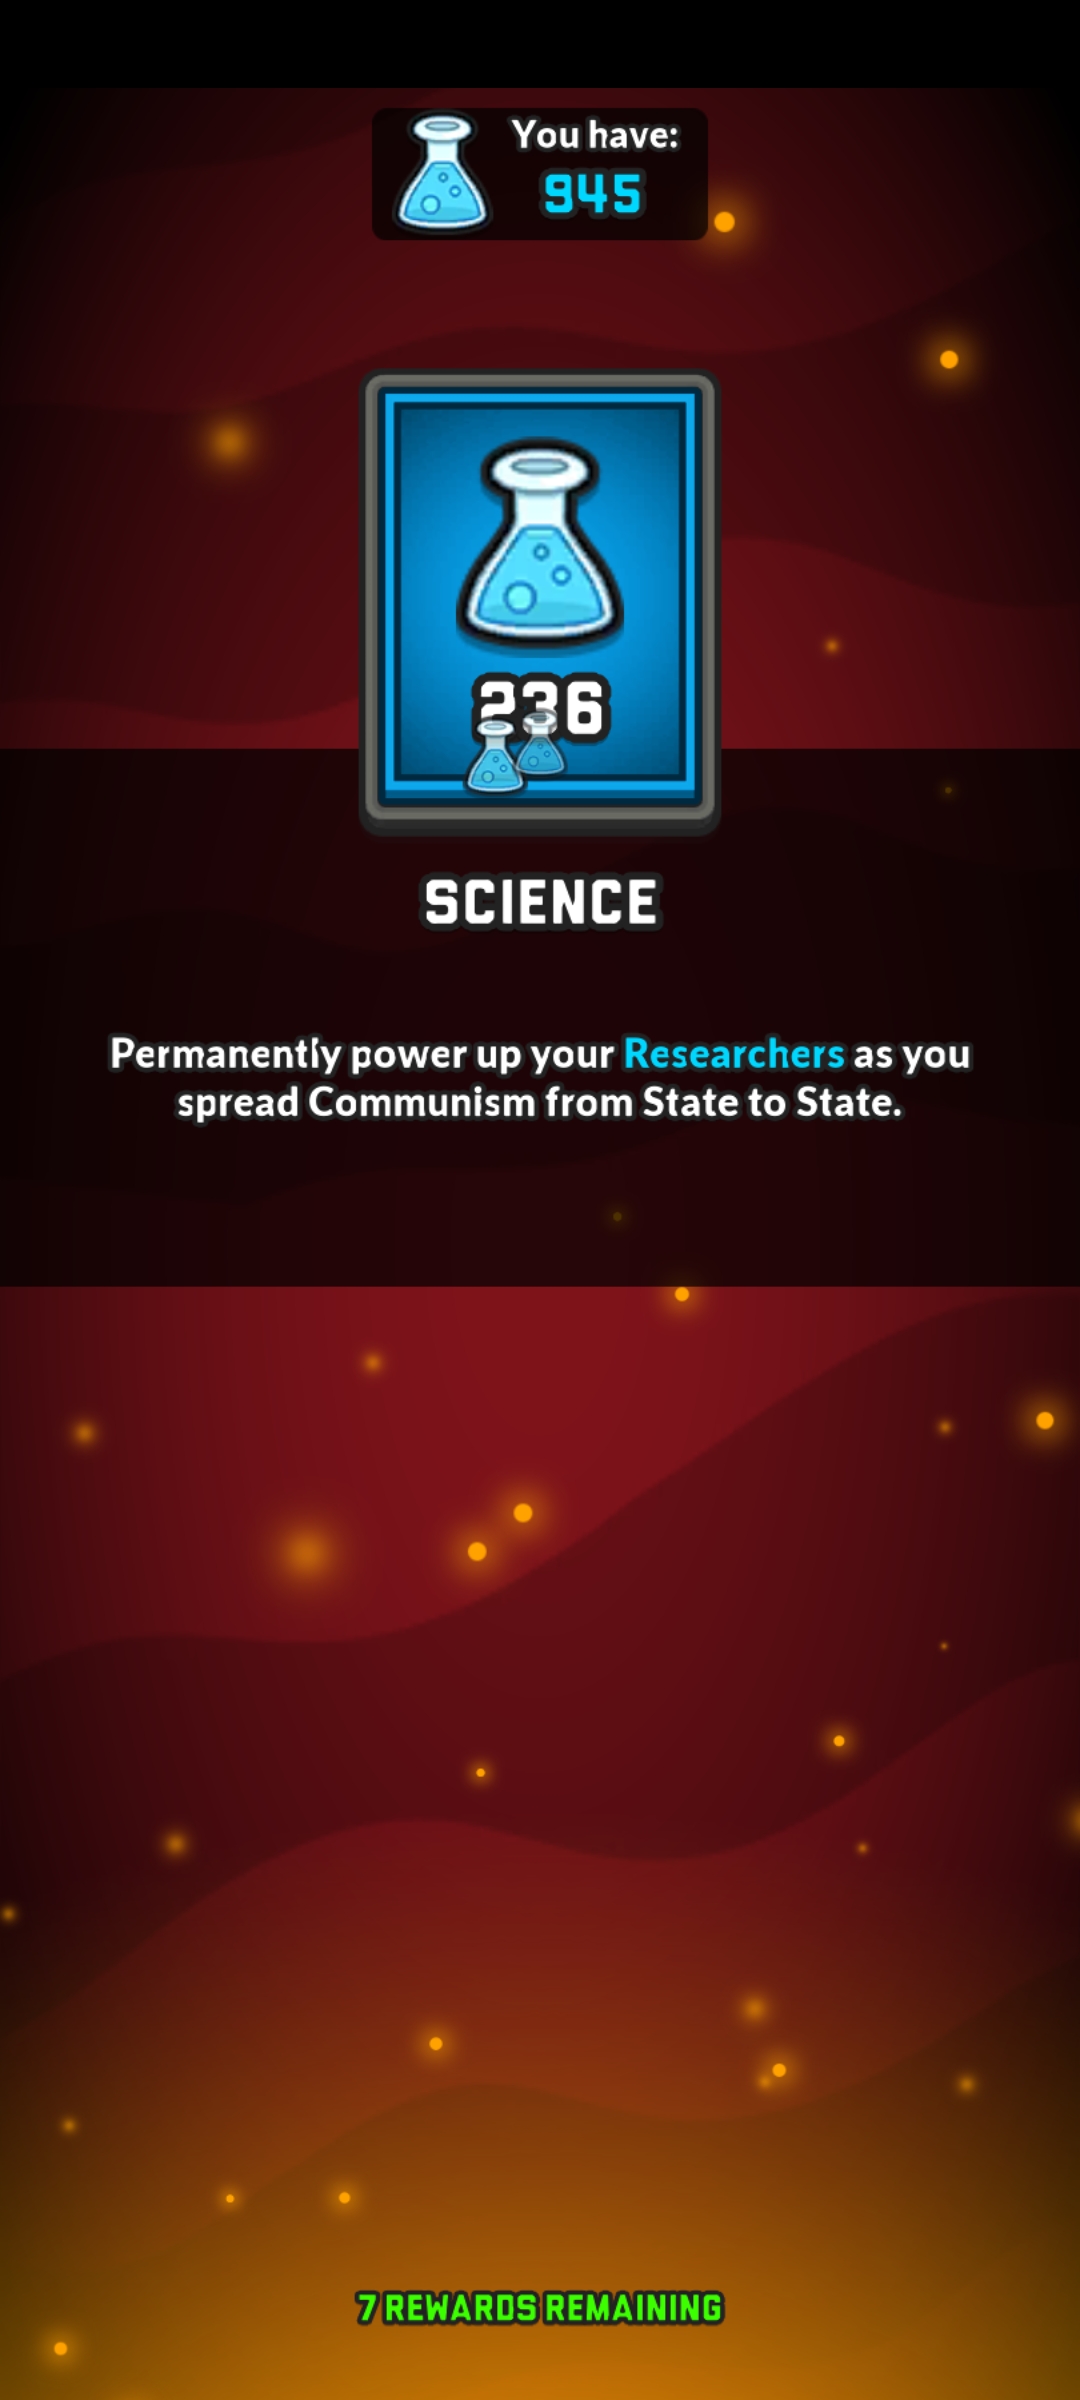 You have:
945
236
SCIENCE
Permanently power up your Researchers as you
spread Communism from State to State.
7 REWARDS REMAINING